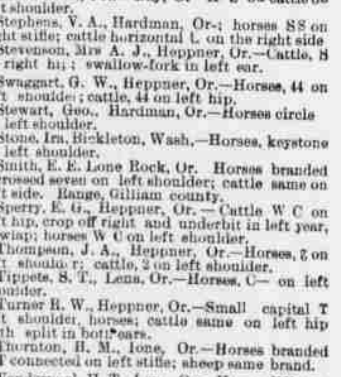 t shoulder.
Stephens, V. A., Hardman, Or-; horses SS on
ght stifle; cattle horizontal L on the right side
Stevenson, Mrs A. J., Heppner, Or.—Cattle, S
right hi; ; swallow-fork in left ear.
Swaggart, G. W., Heppner, Or.—Horses, 44 on
t shoulder; cattle, 44 on left hip.
Stewart, Geo., Hardman, Or.—Horses circle
left shoulder.
Stone, Ira, Bickleton, Wash,—Horses, keystone
left shoulder.
Smith, E. E. Lone Rock, Or. Horses branded
rossed seven on left shoulder; cattle same on
t side. Range, Gilliam county.
Sperry, E. G., Heppner, Or.—Cattle W C on
t hip, crop off right and underbit in left year,
wlap; horses W C on left shoulder.
Thompson, J. A., Heppner, Or.—Horses, 2 on
t shoulder; cattle, 2 on left shoulder.
Tippets, S. T., Lena, Or.—Horses, C— on left
oulder.
Turner R. W., Heppner, Or.—Small capital T
t shoulder, horses; cattle same on left hip
th split in both ears.
Thornton, H. M., Ione, Or.—Horses branded
T connected on left stifle; sheep same brand.